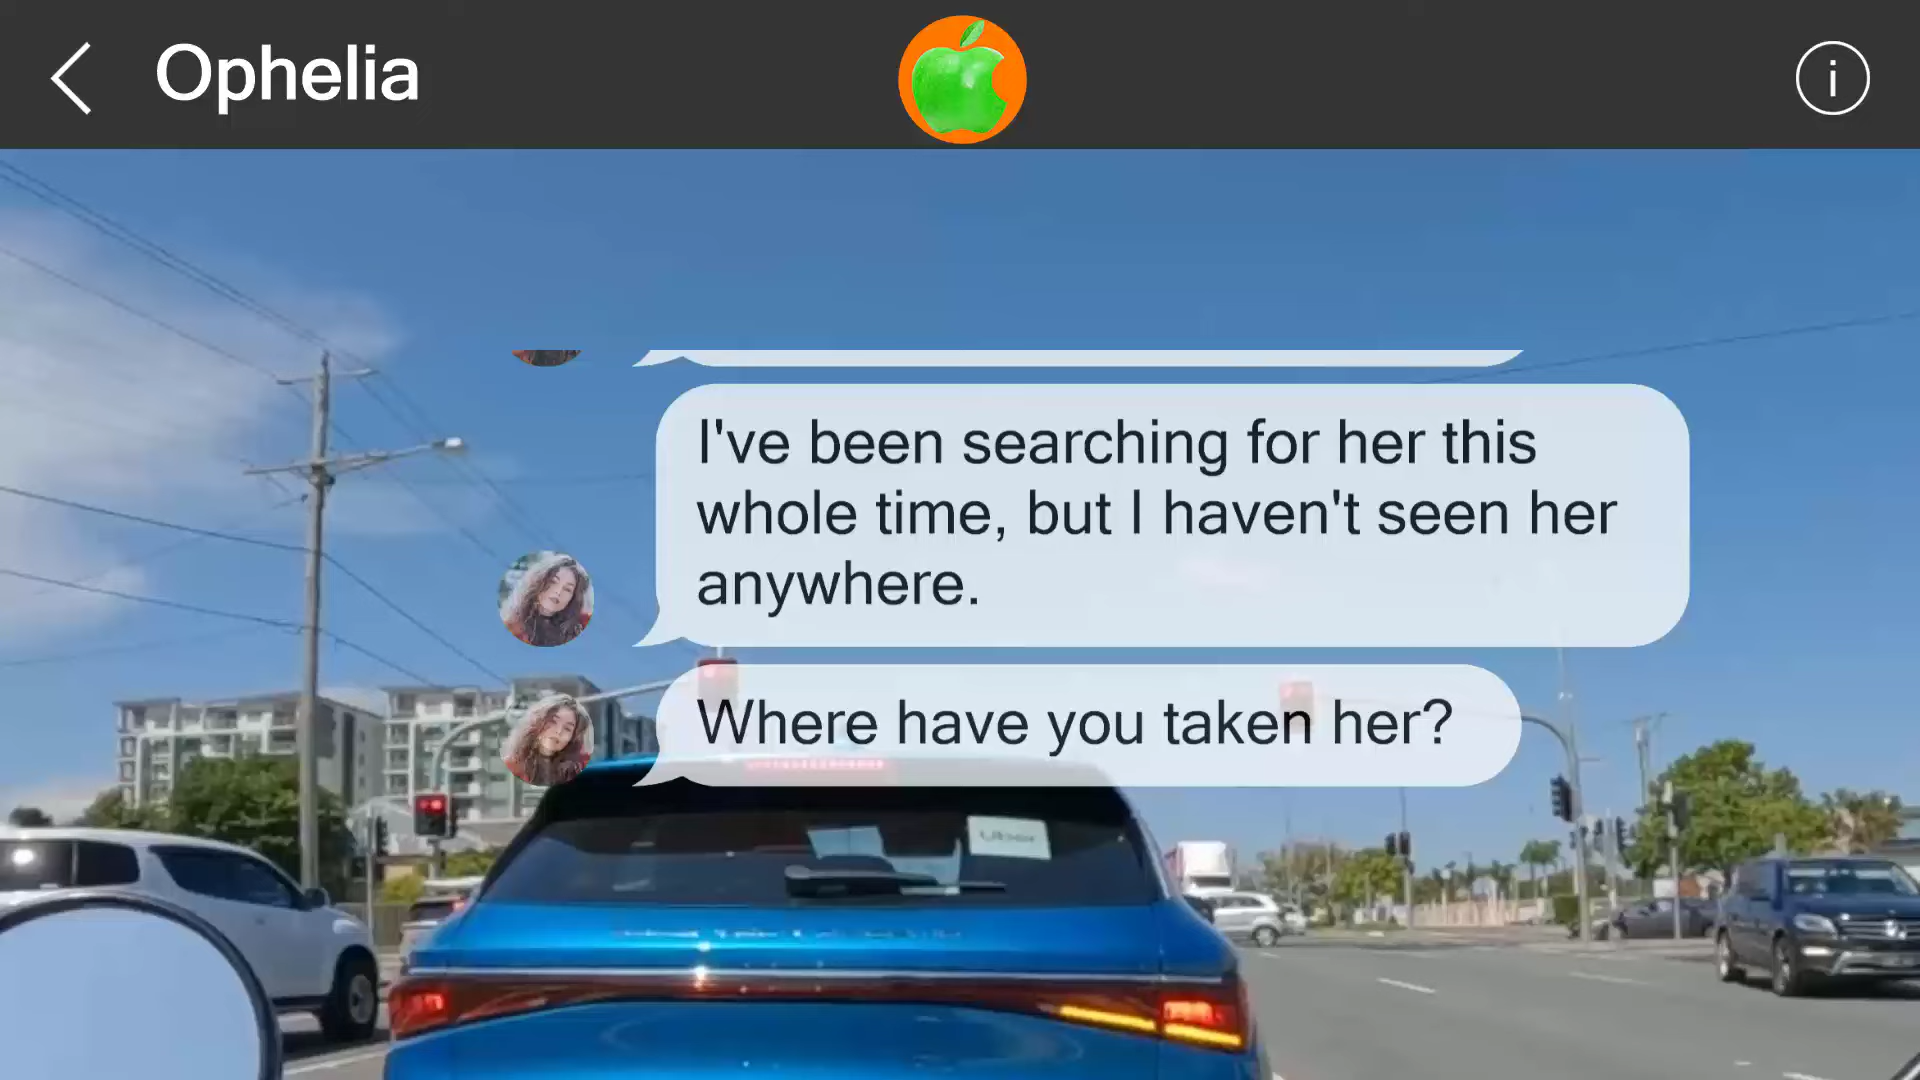 Ophelia
i
I've been searching for her this
whole time, but I haven't seen her
anywhere.
Where have you taken her?